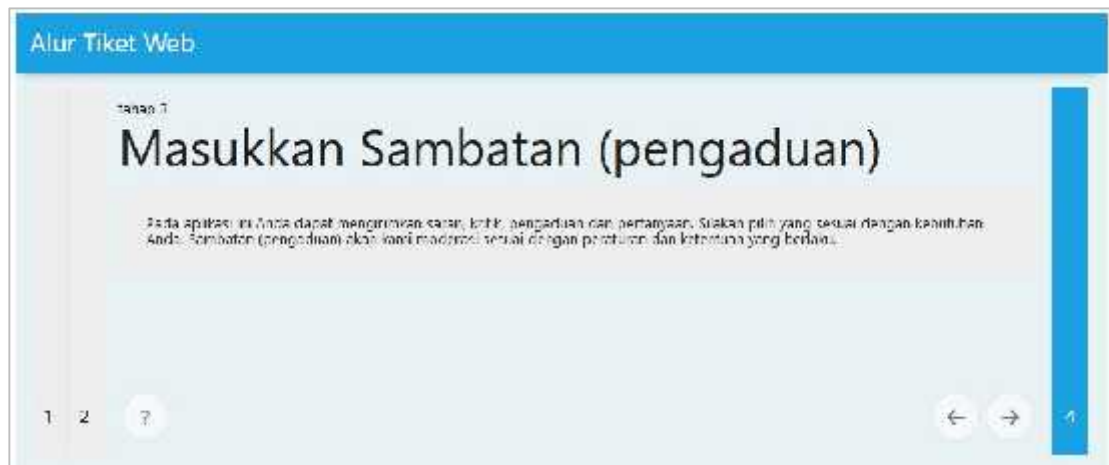 Alur Tiket Web
tahap 3
Masukkan Sambatan (pengaduan)
Pada aplikasi ini Anda dapat mengirimkan saran, kritik, pengaduan dan pertanyaan. Silakan pilih yang sesuai dengan kebutuhan
Anda. Sambatan (pengaduan) akan kami moderasi sesuai dengan peraturan dan ketentuan yang berlaku.
1 2 ? ← → 4